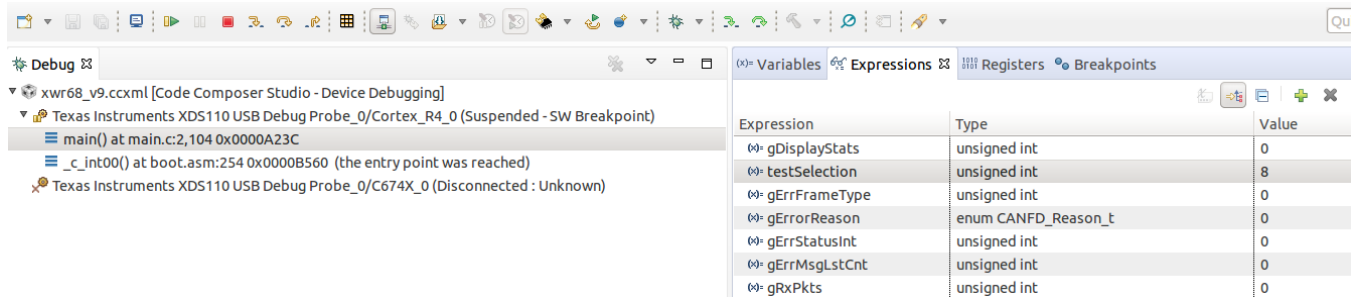 Qu
Debug
xwr68_v9.ccxml [Code Composer Studio - Device Debugging]
Texas Instruments XDS110 USB Debug Probe_0/Cortex_R4_0 (Suspended - SW Breakpoint)
main() at main.c:2,104 0x0000A23C
_c_int00() at boot.asm:254 0x0000B560 (the entry point was reached)
Texas Instruments XDS110 USB Debug Probe_0/C674X_0 (Disconnected : Unknown)
(x)= Variables Expressions Registers Breakpoints
Expression Type Value
(x)= gDisplayStats unsigned int 0
(x)= testSelection unsigned int 8
(x)= gErrFrameType unsigned int 0
(x)= gErrorReason enum CANFD_Reason_t 0
(x)= gErrStatusInt unsigned int 0
(x)= gErrMsgLstCnt unsigned int 0
(x)= gRxPkts unsigned int 0